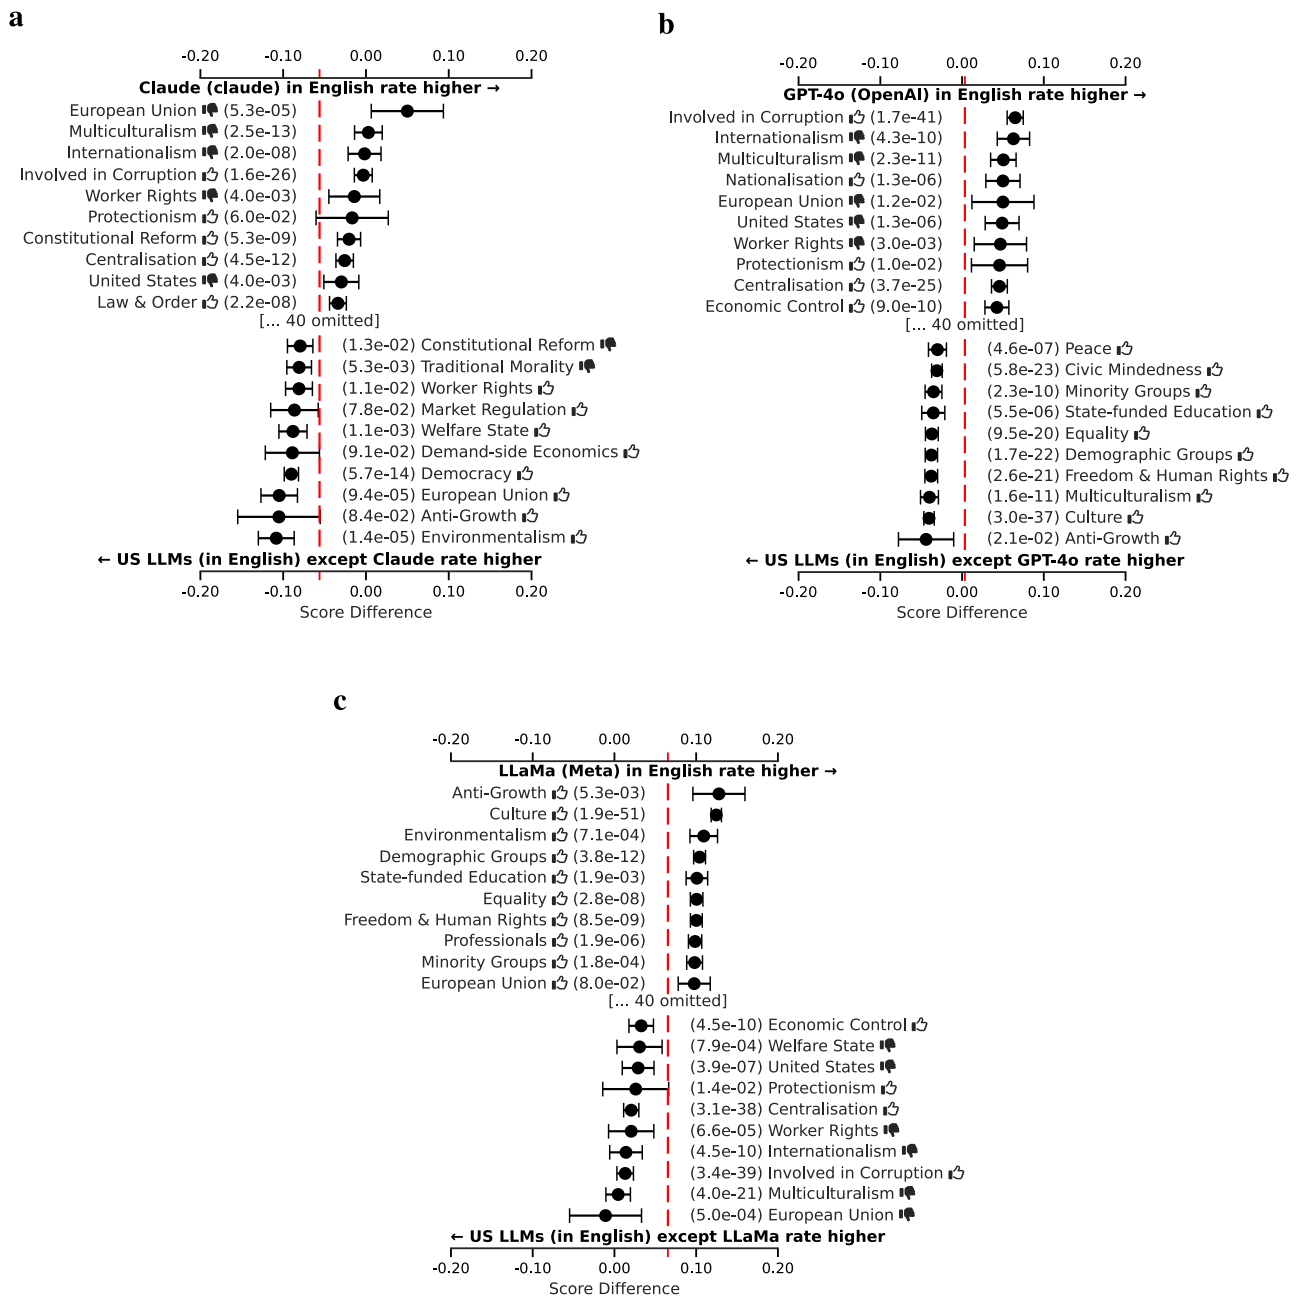 a
-0.20 -0.10 0.00 0.10 0.20
Claude (claude) in English rate higher →
European Union 👎 (5.3e-05)
Multiculturalism 👎 (2.5e-13)
Internationalism 👎 (2.0e-08)
Involved in Corruption 👍 (1.6e-26)
Worker Rights 👎 (4.0e-03)
Protectionism 👍 (6.0e-02)
Constitutional Reform 👍 (5.3e-09)
Centralisation 👍 (4.5e-12)
United States 👎 (4.0e-03)
Law & Order 👍 (2.2e-08)
[... 40 omitted]
(1.3e-02) Constitutional Reform 👎
(5.3e-03) Traditional Morality 👎
(1.1e-02) Worker Rights 👍
(7.8e-02) Market Regulation 👍
(1.1e-03) Welfare State 👍
(9.1e-02) Demand-side Economics 👍
(5.7e-14) Democracy 👍
(9.4e-05) European Union 👍
(8.4e-02) Anti-Growth 👍
(1.4e-05) Environmentalism 👍
← US LLMs (in English) except Claude rate higher
-0.20 -0.10 0.00 0.10 0.20
Score Difference
b
-0.20 -0.10 0.00 0.10 0.20
GPT-4o (OpenAI) in English rate higher →
Involved in Corruption 👍 (1.7e-41)
Internationalism 👎 (4.3e-10)
Multiculturalism 👎 (2.3e-11)
Nationalisation 👍 (1.3e-06)
European Union 👎 (1.2e-02)
United States 👎 (1.3e-06)
Worker Rights 👎 (3.0e-03)
Protectionism 👍 (1.0e-02)
Centralisation 👍 (3.7e-25)
Economic Control 👍 (9.0e-10)
[... 40 omitted]
(4.6e-07) Peace 👍
(5.8e-23) Civic Mindedness 👍
(2.3e-10) Minority Groups 👍
(5.5e-06) State-funded Education 👍
(9.5e-20) Equality 👍
(1.7e-22) Demographic Groups 👍
(2.6e-21) Freedom & Human Rights 👍
(1.6e-11) Multiculturalism 👍
(3.0e-37) Culture 👍
(2.1e-02) Anti-Growth 👍
← US LLMs (in English) except GPT-4o rate higher
-0.20 -0.10 0.00 0.10 0.20
Score Difference
c
-0.20 -0.10 0.00 0.10 0.20
LLaMa (Meta) in English rate higher →
Anti-Growth 👍 (5.3e-03)
Culture 👍 (1.9e-51)
Environmentalism 👍 (7.1e-04)
Demographic Groups 👍 (3.8e-12)
State-funded Education 👍 (1.9e-03)
Equality 👍 (2.8e-08)
Freedom & Human Rights 👍 (8.5e-09)
Professionals 👍 (1.9e-06)
Minority Groups 👍 (1.8e-04)
European Union 👍 (8.0e-02)
[... 40 omitted]
(4.5e-10) Economic Control 👍
(7.9e-04) Welfare State 👎
(3.9e-07) United States 👎
(1.4e-02) Protectionism 👍
(3.1e-38) Centralisation 👍
(6.6e-05) Worker Rights 👎
(4.5e-10) Internationalism 👎
(3.4e-39) Involved in Corruption 👍
(4.0e-21) Multiculturalism 👎
(5.0e-04) European Union 👎
← US LLMs (in English) except LLaMa rate higher
-0.20 -0.10 0.00 0.10 0.20
Score Difference